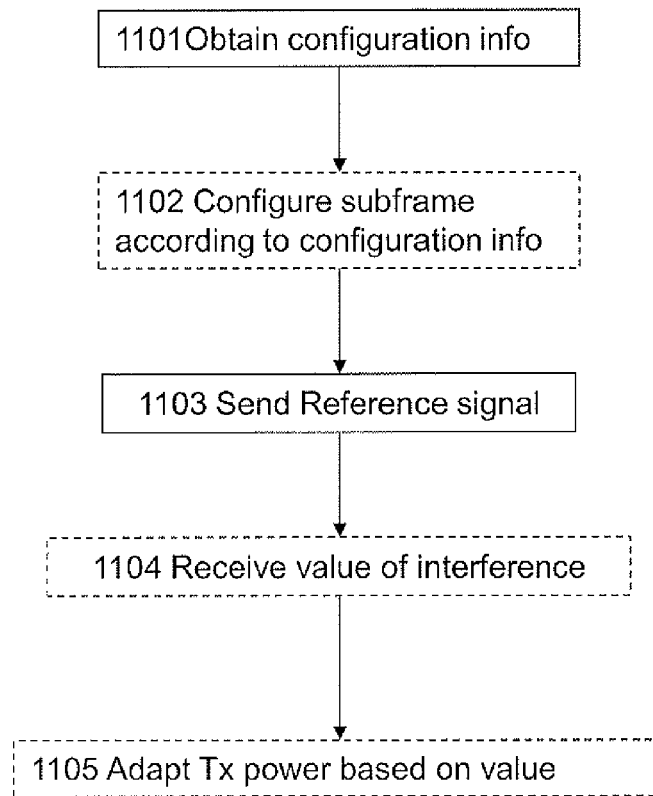 1101Obtain configuration info
1102 Configure subframe
according to configuration info
1103 Send Reference signal
1104 Receive value of interference
1105 Adapt Tx power based on value